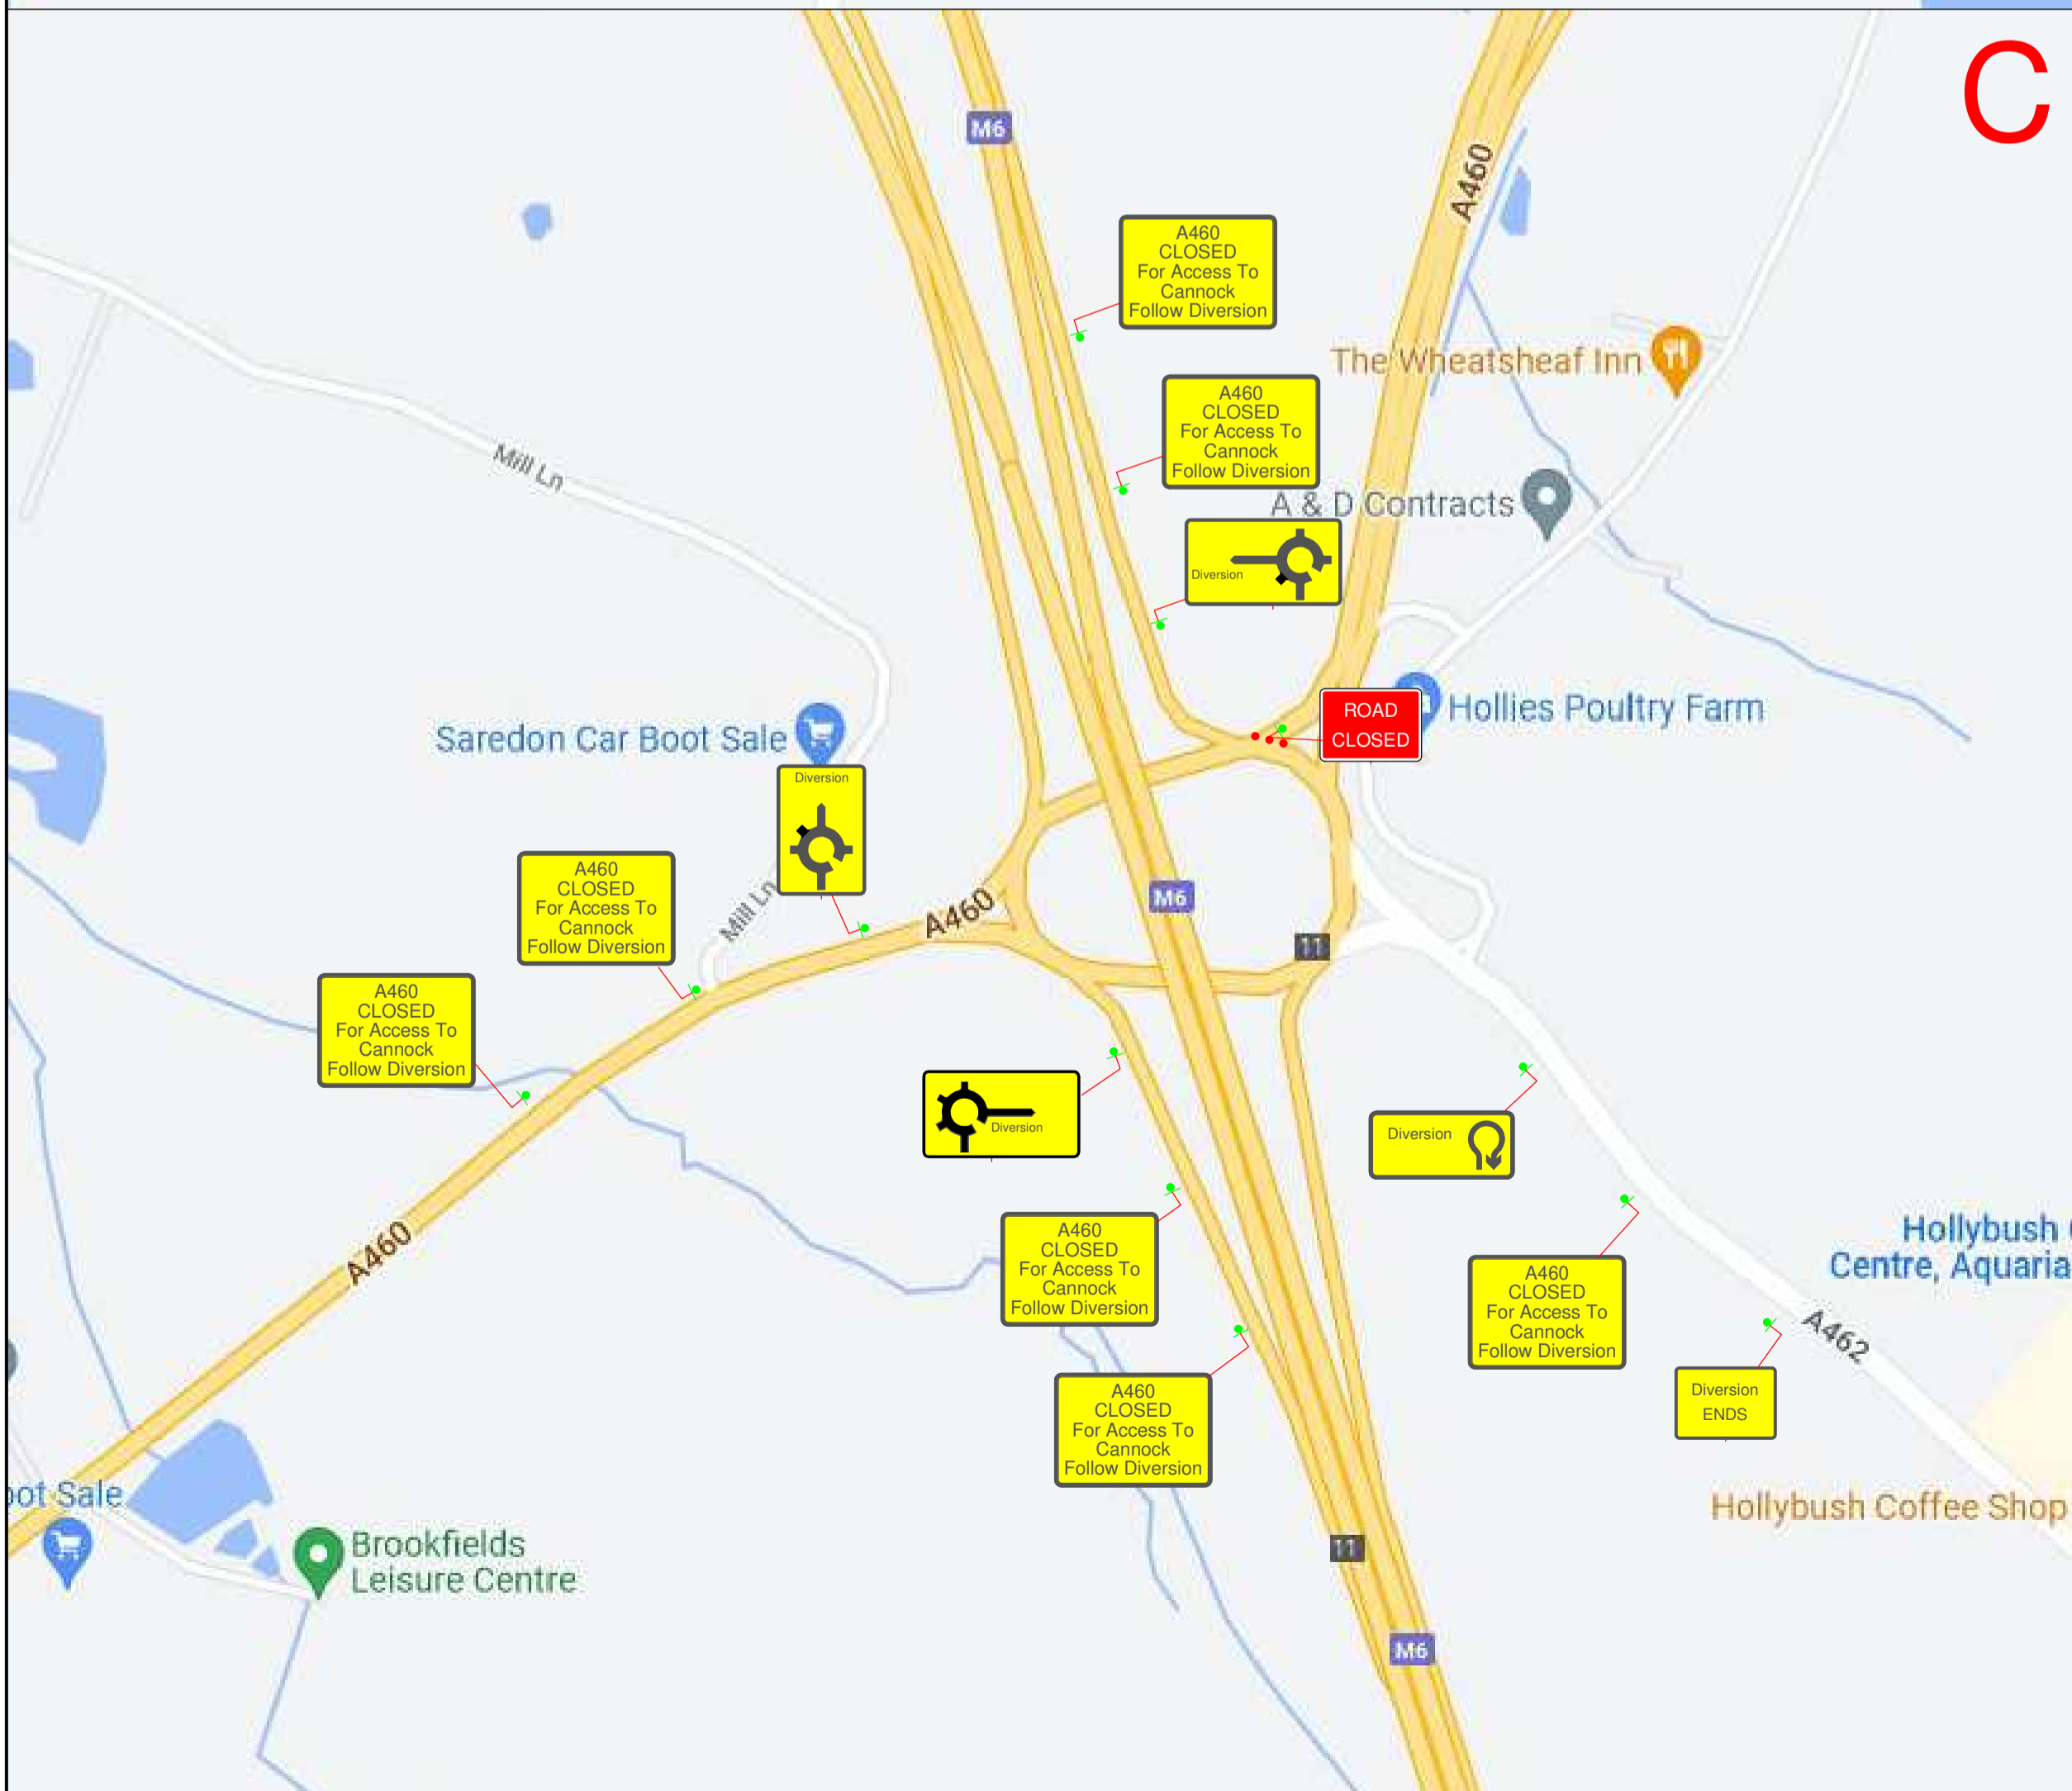 C
M6
A460
A460
CLOSED
For Access To
Cannock
Follow Diversion
The Wheatsheaf Inn
A460
CLOSED
For Access To
Cannock
Follow Diversion
Mill Ln
A & D Contracts
Diversion
Saredon Car Boot Sale
ROAD
CLOSED
Hollies Poultry Farm
Diversion
A460
CLOSED
For Access To
Cannock
Follow Diversion
Mill Ln
A460
M6
11
A460
CLOSED
For Access To
Cannock
Follow Diversion
Diversion
Diversion
A460
A460
CLOSED
For Access To
Cannock
Follow Diversion
A460
CLOSED
For Access To
Cannock
Follow Diversion
Hollybush
Centre, Aquaria
A462
A460
CLOSED
For Access To
Cannock
Follow Diversion
Diversion
ENDS
oot Sale
Hollybush Coffee Shop
Brookfields
Leisure Centre
11
M6